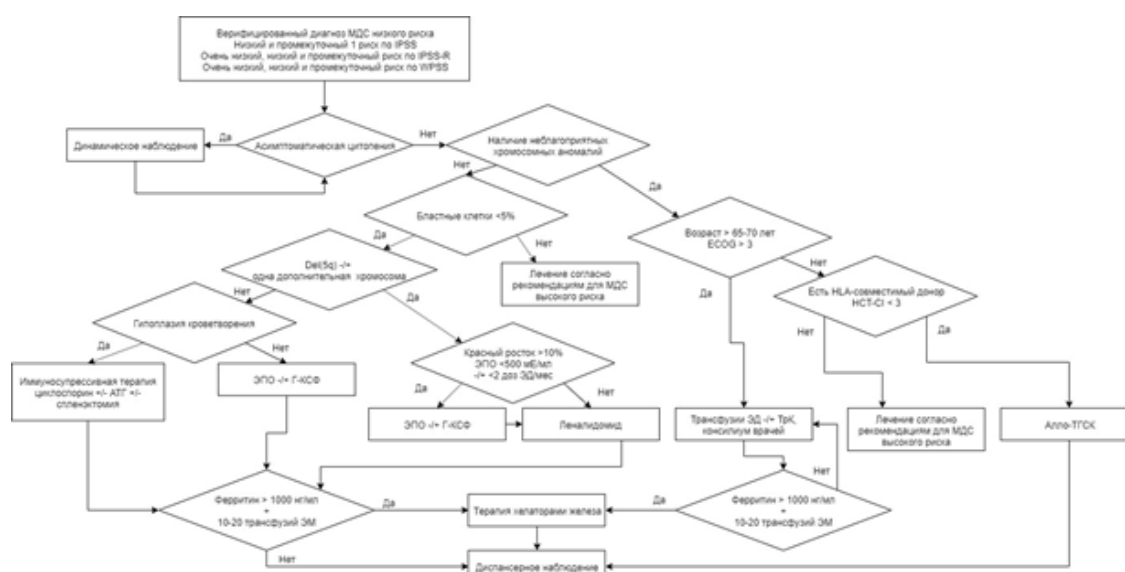 Верифицированный диагноз МДС низкого риска
Низкий и промежуточный 1 риск по IPSS
Очень низкий, низкий и промежуточный риск по IPSS-R
Очень низкий, низкий и промежуточный риск по WPSS
Динамическое наблюдение
Да
Асимптоматическая цитопения
Нет
Наличие неблагоприятных
хромосомных аномалий
Нет
Да
Бластные клетки <5%
Возраст > 65-70 лет
ECOG > 3
Да
Нет
Del(5q) -/+
одна дополнительная хромосома
Лечение согласно
рекомендациям для МДС
высокого риска
Нет
Есть HLA-совместимый донор
HCT-CI < 3
Нет
Да
Да
Гипоплазия кроветворения
Нет
Да
Да
Нет
Красный росток >10%
ЭПО <500 мЕ/мл
-/+ <2 доз ЭД/мес
Иммуносупрессивная терапия
циклоспорин +/- АТГ +/-
спленэктомия
ЭПО -/+ Г-КСФ
Да
Нет
ЭПО -/+ Г-КСФ
Леналидомид
Трансфузии ЭД -/+ ТрК,
консилиум врачей
Лечение согласно
рекомендациям для МДС
высокого риска
Алло-ТГСК
Нет
Ферритин > 1000 нг/мл
+
10-20 трансфузий ЭМ
Да
Терапия хелаторами железа
Да
Ферритин > 1000 нг/мл
+
10-20 трансфузий ЭМ
Нет
Диспансерное наблюдение